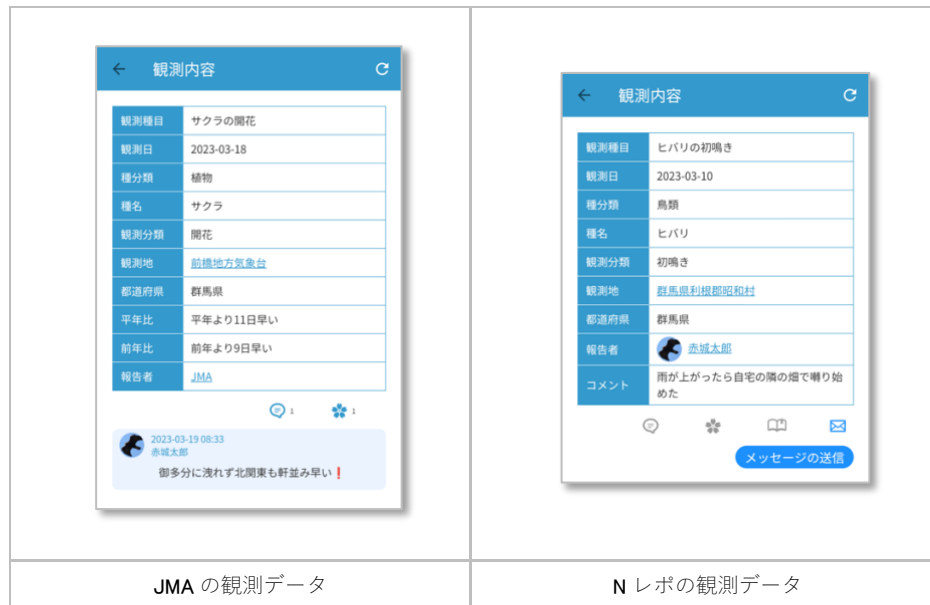 観測内容
観測種目 サクラの開花
観測日 2023-03-18
種分類 植物
種名 サクラ
観測分類 開花
観測地 前橋地方気象台
都道府県 群馬県
平年比 平年より11日早い
前年比 前年より9日早い
報告者 JMA
1 1
2023-03-19 08:33
赤城太郎
御多分に洩れず北関東も軒並み早い❗
JMA の観測データ
観測内容
観測種目 ヒバリの初鳴き
観測日 2023-03-10
種分類 鳥類
種名 ヒバリ
観測分類 初鳴き
観測地 群馬県利根郡昭和村
都道府県 群馬県
報告者 赤城太郎
コメント 雨が上がったら自宅の隣の畑で囀り始
めた
メッセージの送信
N レポの観測データ